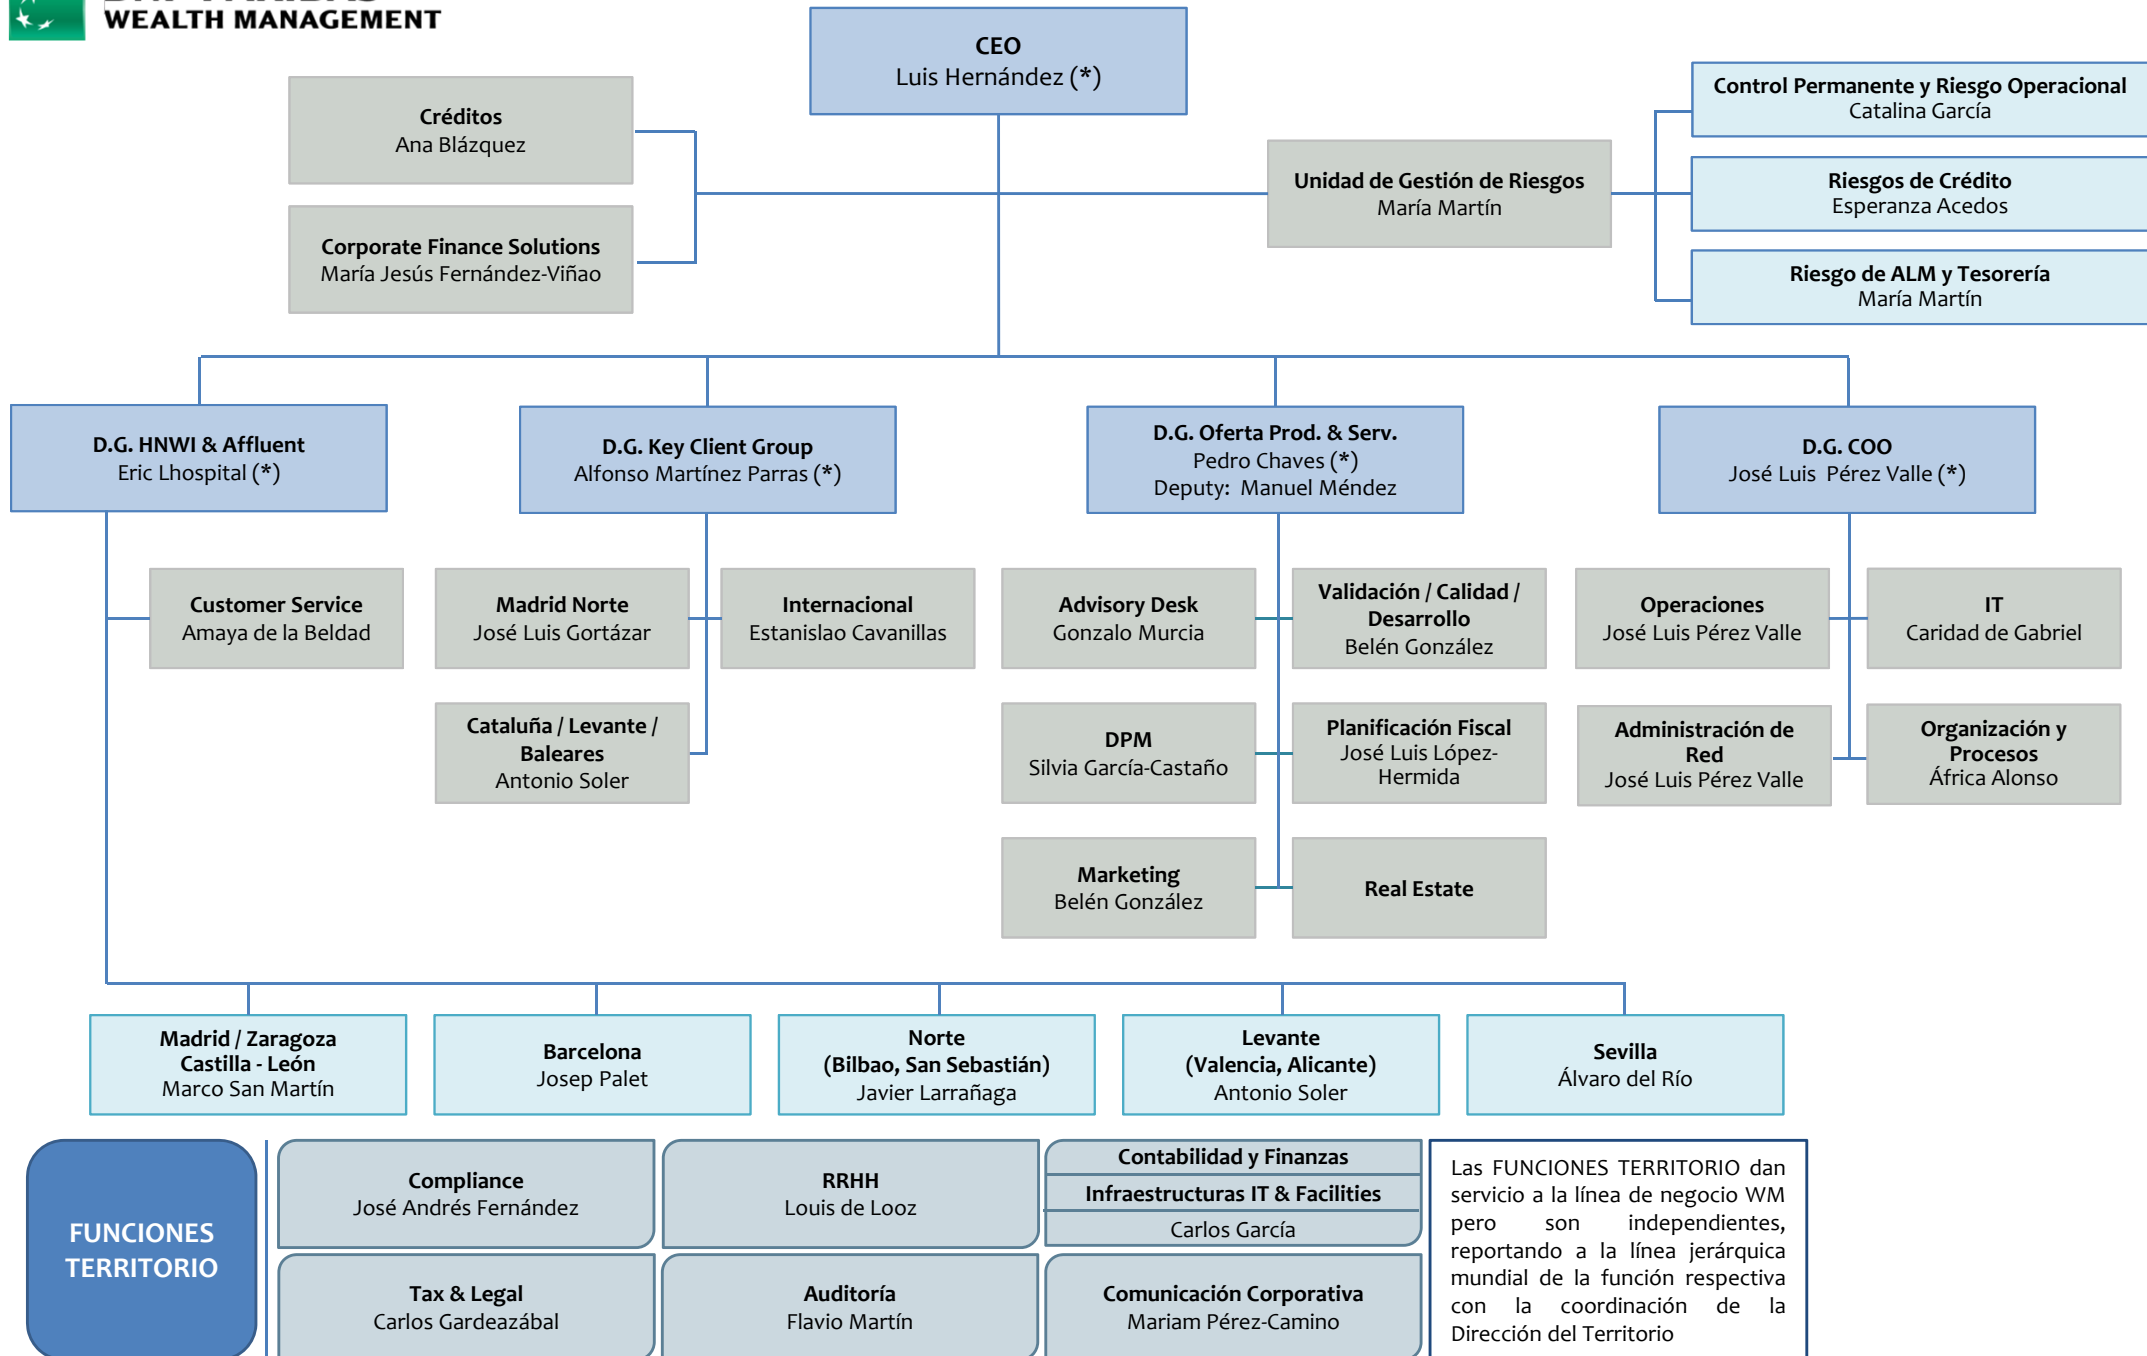 WEALTH MANAGEMENT
CEO
Luis Hernández (*)
Créditos
Ana Blázquez
Corporate Finance Solutions
María Jesús Fernández-Viñao
Unidad de Gestión de Riesgos
María Martín
Control Permanente y Riesgo Operacional
Catalina García
Riesgos de Crédito
Esperanza Acedos
Riesgo de ALM y Tesorería
María Martín
D.G. HNWI & Affluent
Eric Lhospital (*)
D.G. Key Client Group
Alfonso Martínez Parras (*)
D.G. Oferta Prod. & Serv.
Pedro Chaves (*)
Deputy: Manuel Méndez
D.G. COO
José Luis Pérez Valle (*)
Customer Service
Amaya de la Beldad
Madrid Norte
José Luis Gortázar
Internacional
Estanislao Cavanillas
Cataluña / Levante /
Baleares
Antonio Soler
Advisory Desk
Gonzalo Murcia
Validación / Calidad /
Desarrollo
Belén González
DPM
Silvia García-Castaño
Planificación Fiscal
José Luis López-
Hermida
Marketing
Belén González
Real Estate
Operaciones
José Luis Pérez Valle
IT
Caridad de Gabriel
Administración de
Red
José Luis Pérez Valle
Organización y
Procesos
África Alonso
Madrid / Zaragoza
Castilla - León
Marco San Martín
Barcelona
Josep Palet
Norte
(Bilbao, San Sebastián)
Javier Larrañaga
Levante
(Valencia, Alicante)
Antonio Soler
Sevilla
Álvaro del Río
FUNCIONES
TERRITORIO
Compliance
José Andrés Fernández
RRHH
Louis de Looz
Contabilidad y Finanzas
Infraestructuras IT & Facilities
Carlos García
Tax & Legal
Carlos Gardeazábal
Auditoría
Flavio Martín
Comunicación Corporativa
Mariam Pérez-Camino
Las FUNCIONES TERRITORIO dan
servicio a la línea de negocio WM
pero son independientes,
reportando a la línea jerárquica
mundial de la función respectiva
con la coordinación de la
Dirección del Territorio